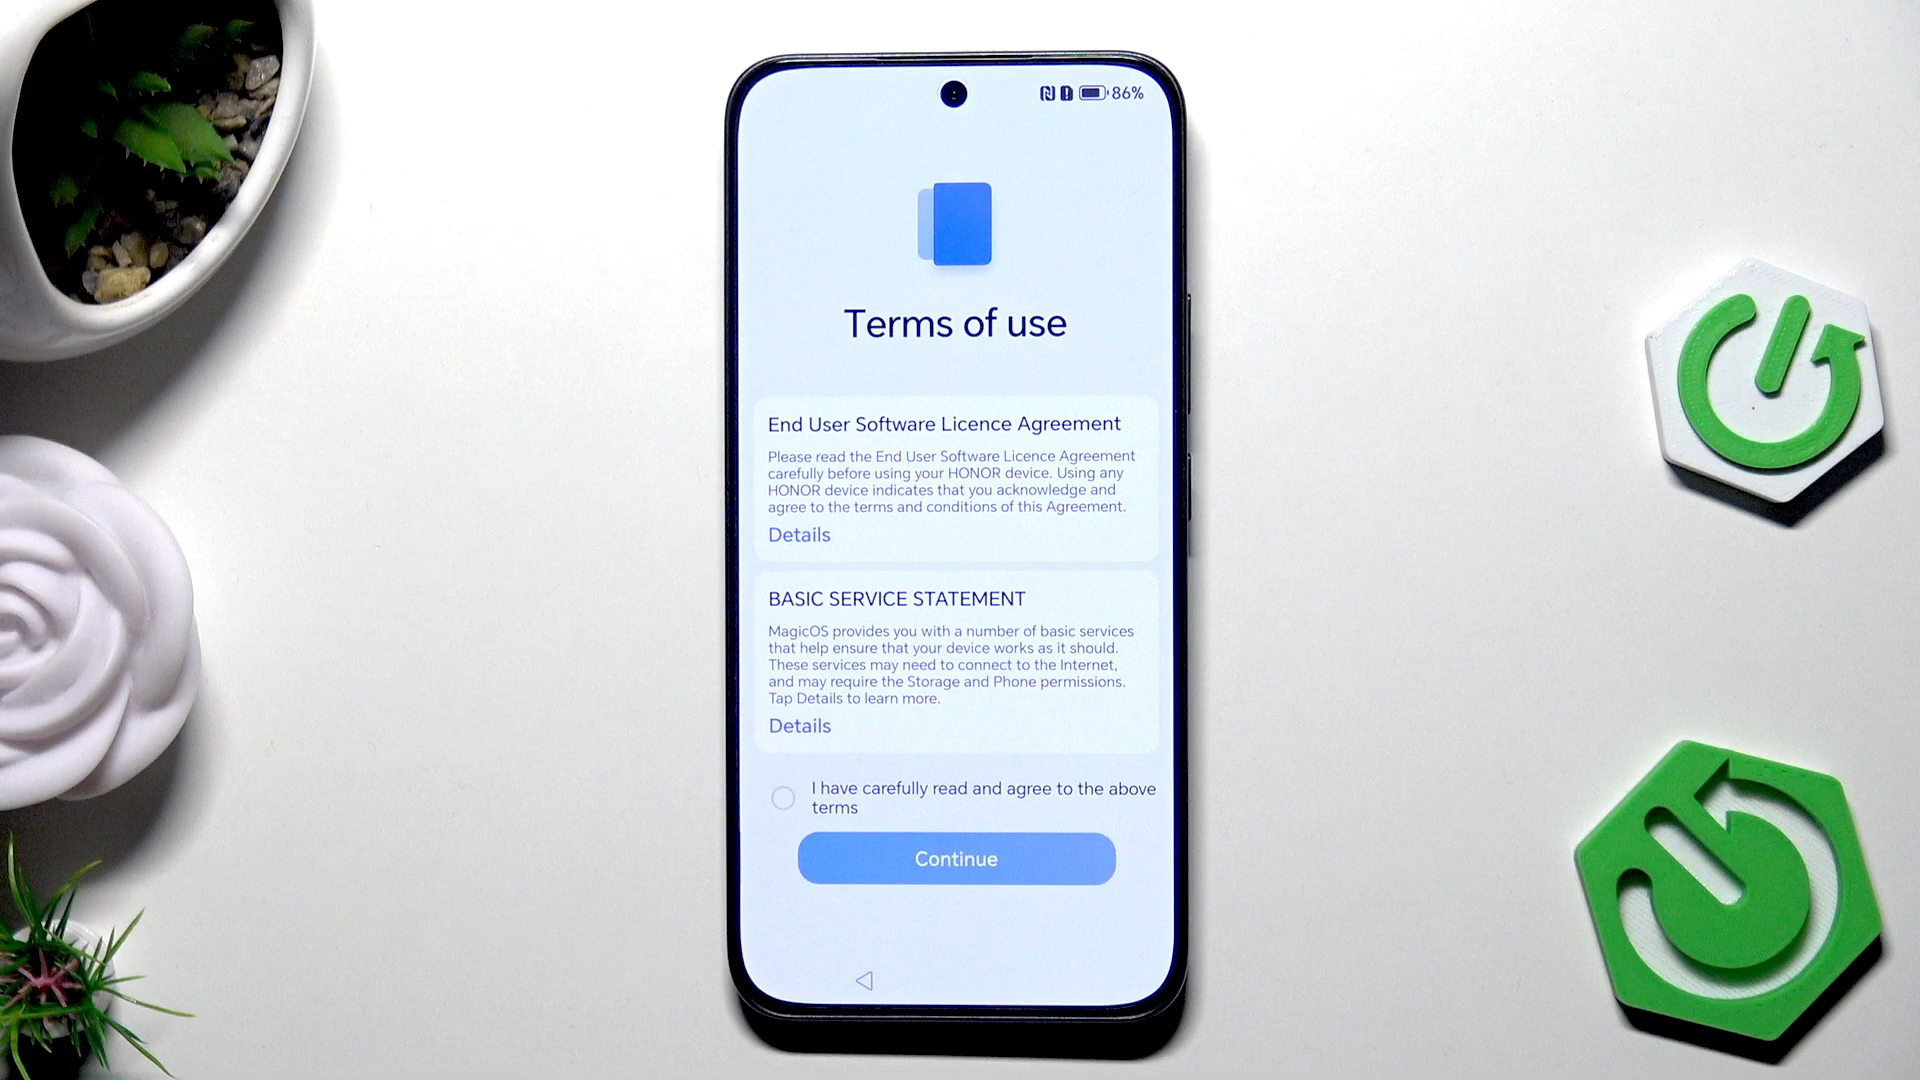 86%
Terms of use
End User Software Licence Agreement
Please read the End User Software Licence Agreement
carefully before using your HONOR device. Using any
HONOR device indicates that you acknowledge and
agree to the terms and conditions of this Agreement.
Details
BASIC SERVICE STATEMENT
MagicOS provides you with a number of basic services
that help ensure that your device works as it should.
These services may need to connect to the Internet,
and may require the Storage and Phone permissions.
Tap Details to learn more.
Details
I have carefully read and agree to the above
terms
Continue